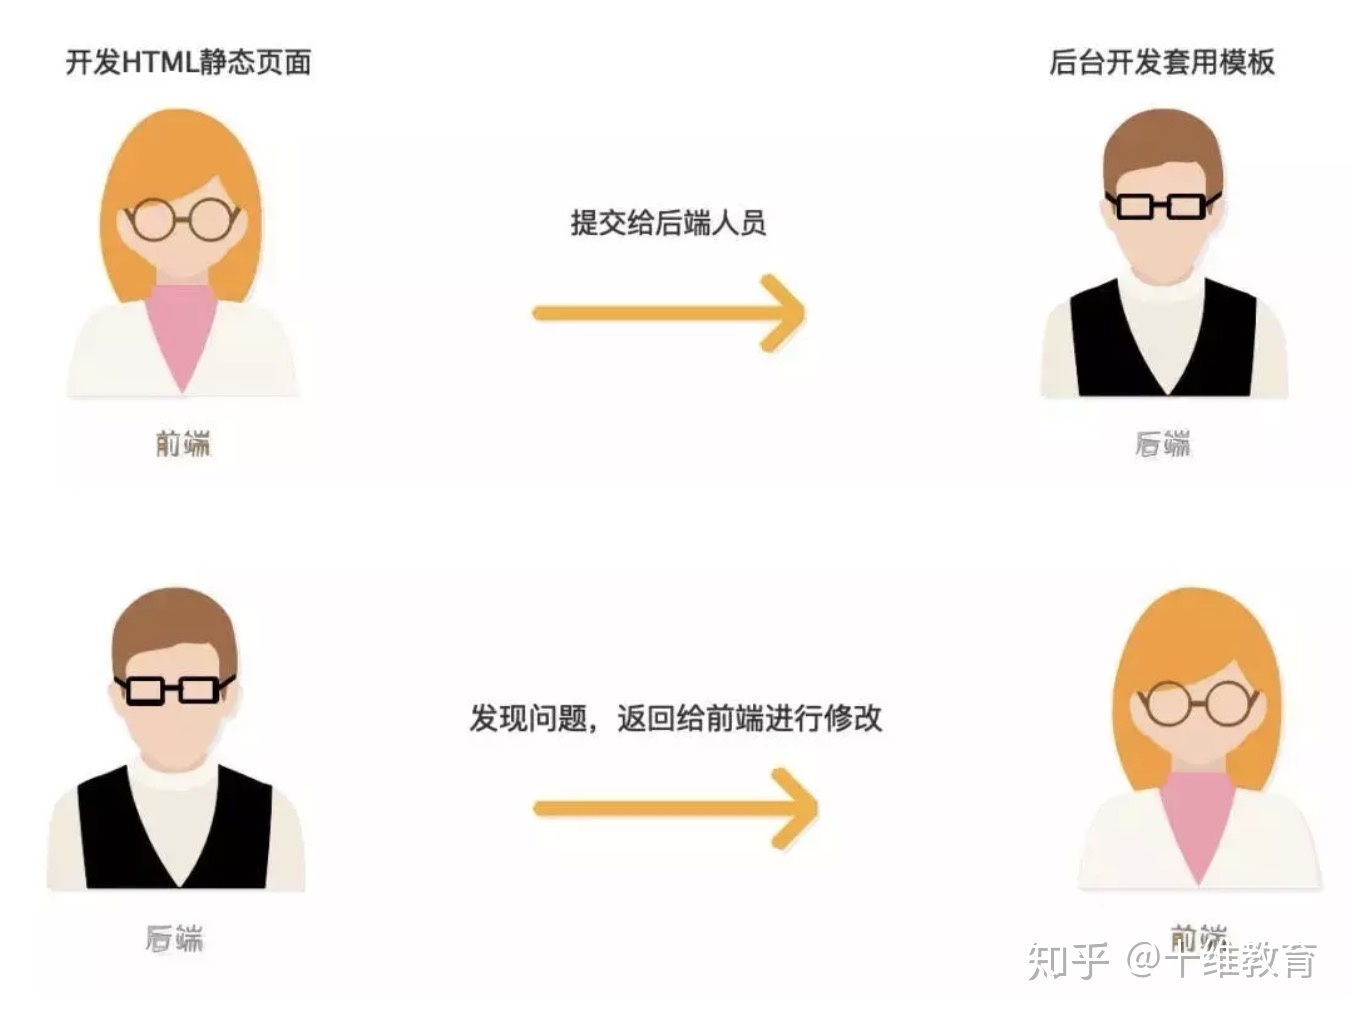 开发HTML静态页面
后台开发套用模板
提交给后端人员
前端
后端
发现问题，返回给前端进行修改
后端
前端
知乎 @千维教育